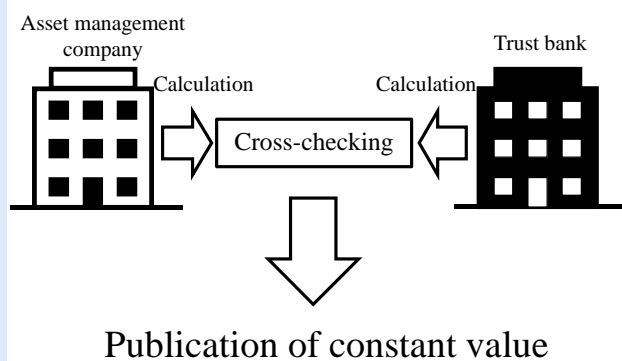 Asset management
company
Trust bank
Calculation
Calculation
Cross-checking
Publication of constant value